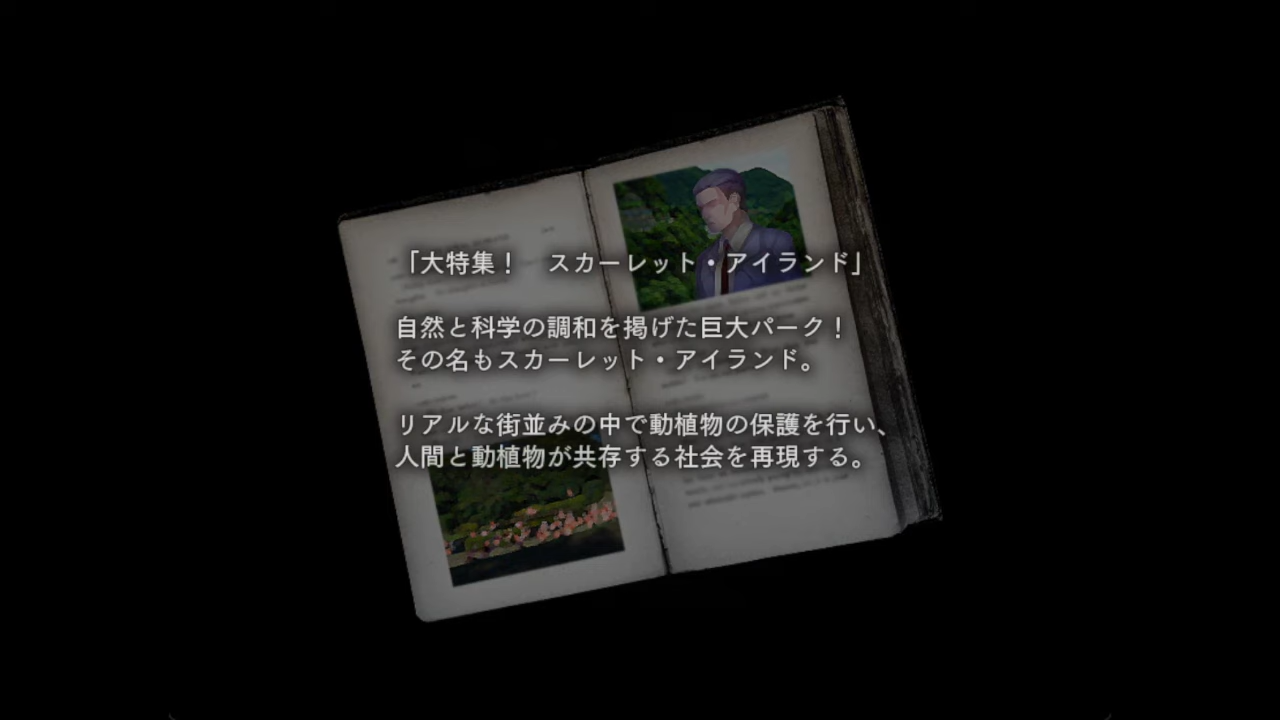 「大特集！　スカーレット・アイランド」
自然と科学の調和を掲げた巨大パーク！
その名もスカーレット・アイランド。
リアルな街並みの中で動植物の保護を行い、
人間と動植物が共存する社会を再現する。